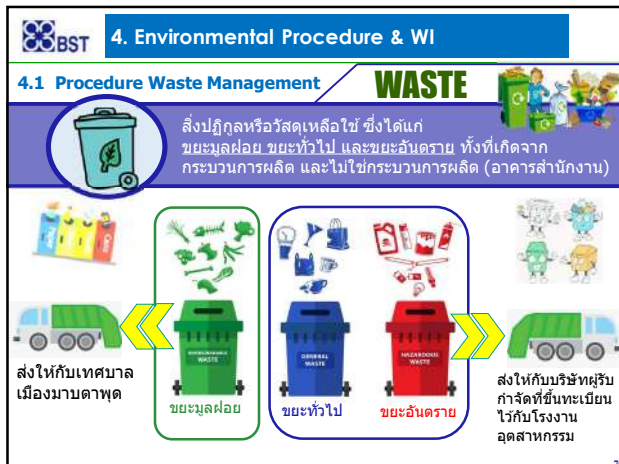 BST
4. Environmental Procedure & WI
4.1 Procedure Waste Management
WASTE
สิ่งปฏิกูลหรือวัสดุเหลือใช้ ซึ่งได้แก่
ขยะมูลฝอย ขยะทั่วไป และขยะอันตราย ทั้งที่เกิดจาก
กระบวนการผลิต และไม่ใช่กระบวนการผลิต (อาคารสำนักงาน)
ส่งให้กับเทศบาล
เมืองมาบตาพุด
BIODEGRADABLE
WASTE
ขยะมูลฝอย
GENERAL
WASTE
ขยะทั่วไป
HAZARDOUS
WASTE
ขยะอันตราย
ส่งให้กับบริษัทผู้รับ
กำจัดที่ขึ้นทะเบียน
ไว้กับโรงงาน
อุตสาหกรรม